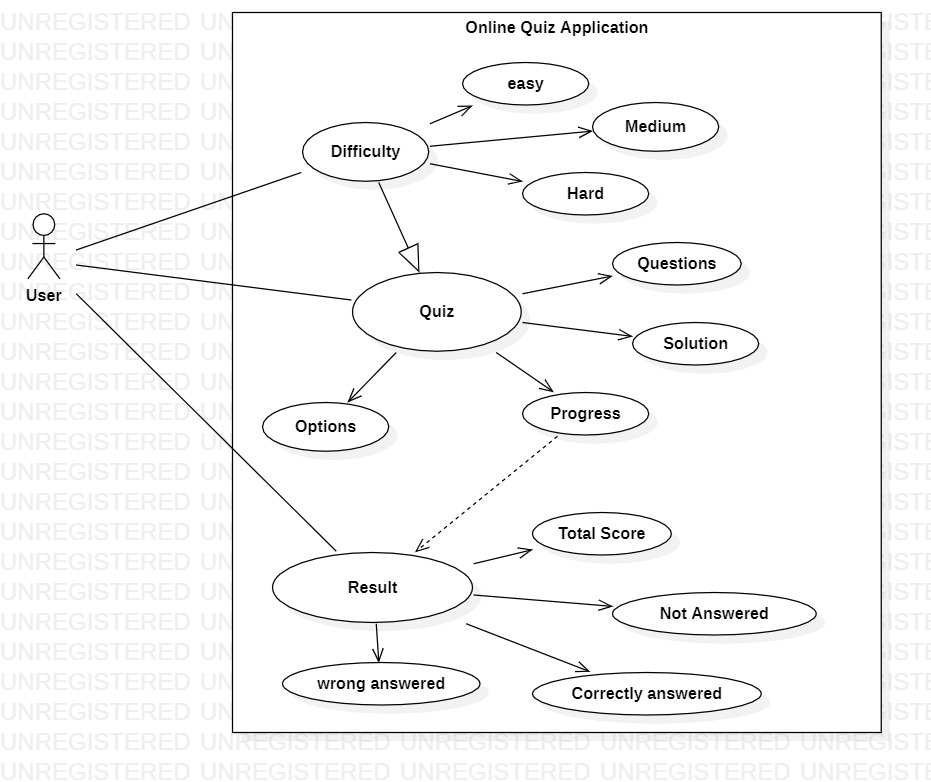 Online Quiz Application
easy
Medium
Difficulty
Hard
User
Questions
Quiz
Solution
Progress
Options
Total Score
Result
Not Answered
wrong answered
Correctly answered
UNREGISTERED UNREGISTERED UNREGISTERED UNREGISTERED UNREGISTERED